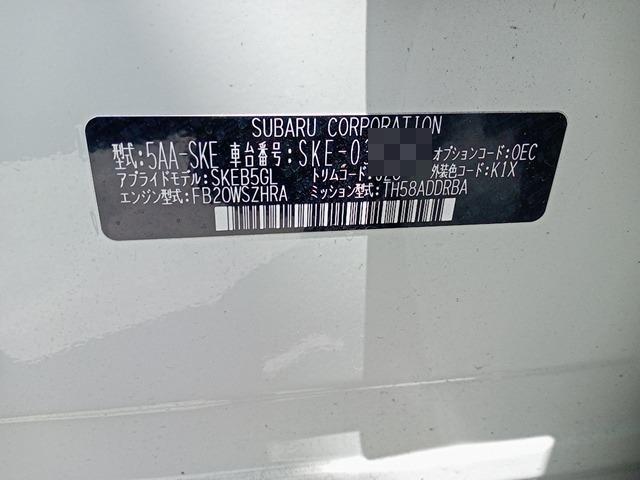 SUBARU CORPORATION
型式:5AA-SKE 車台番号:SKE-0 オプションコード:OEC
アプライドモデル:SKEB5GL トリムコード: 外装色コード:K1X
エンジン型式:FB20WSZHRA ミッション型式:TH58ADDRBA